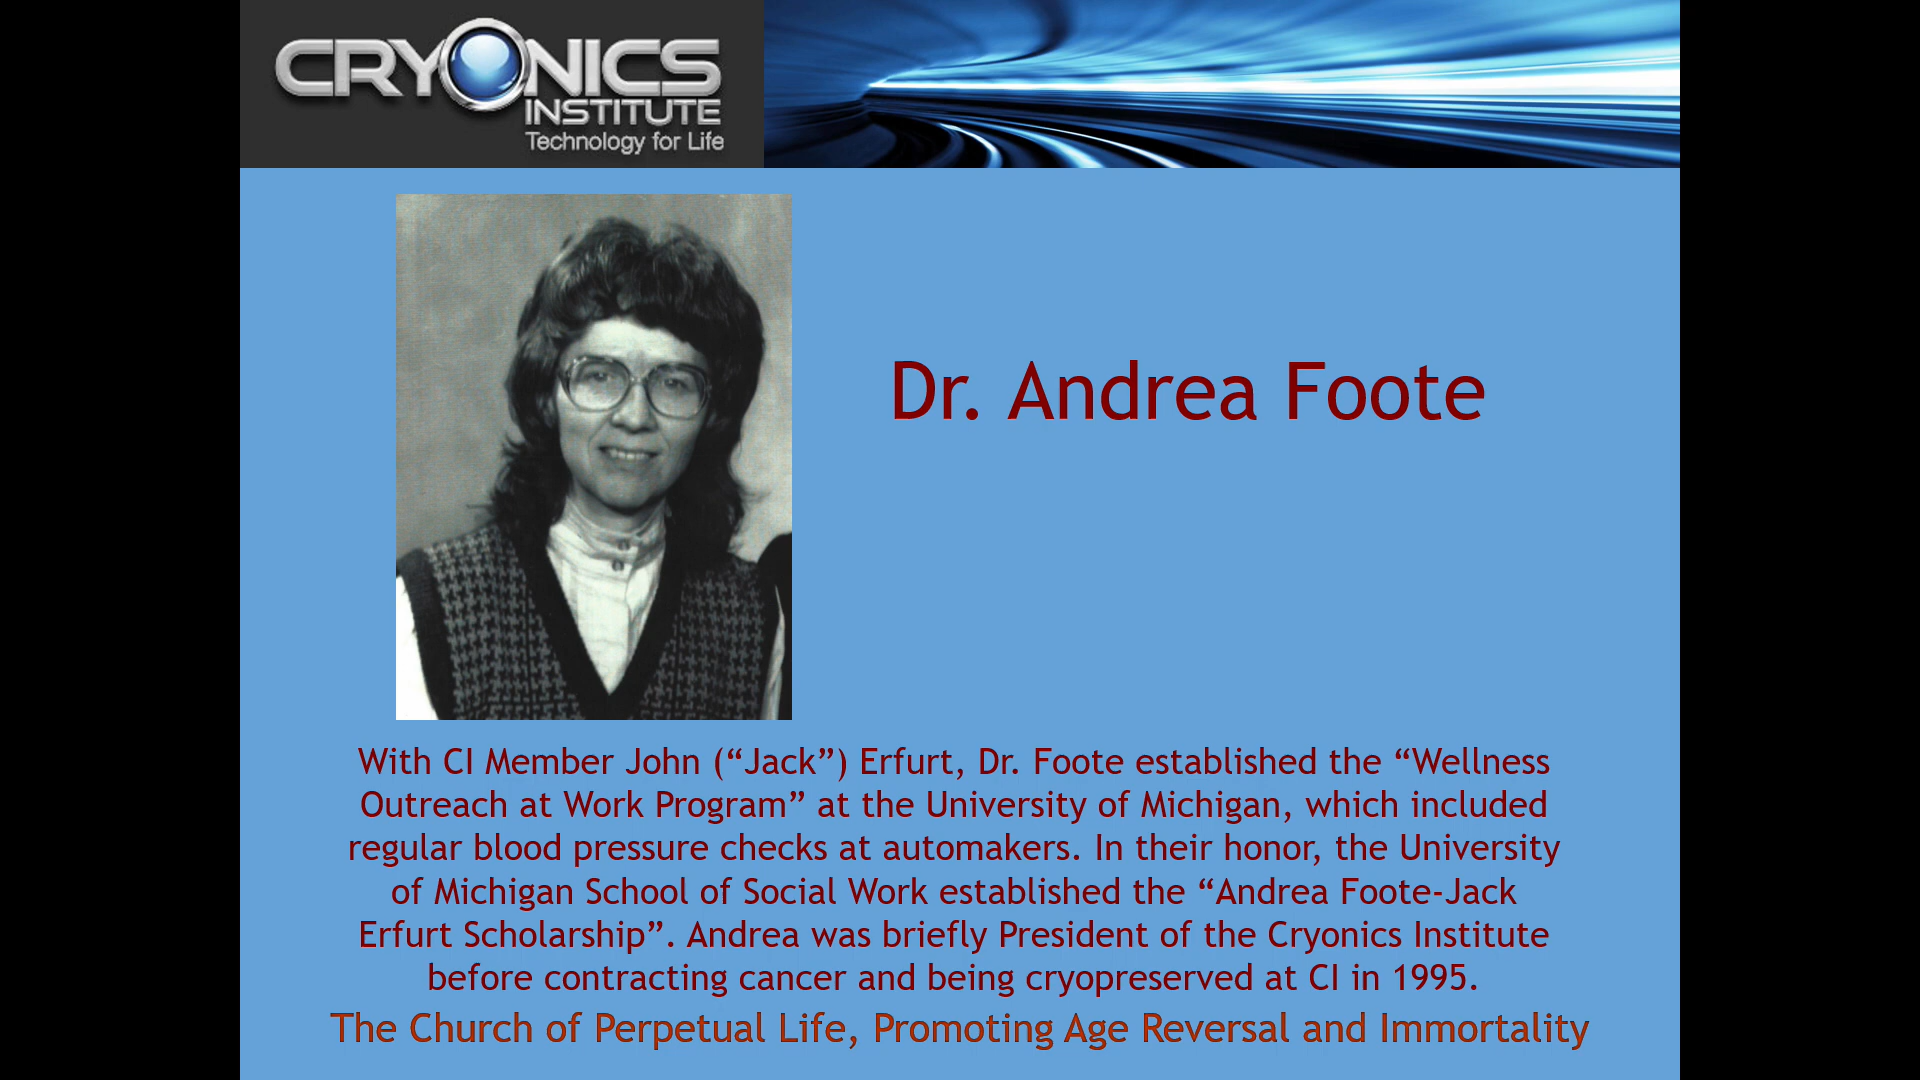 CRYONICS
INSTITUTE
Technology for Life
Dr. Andrea Foote
With CI Member John (“Jack”) Erfurt, Dr. Foote established the “Wellness
Outreach at Work Program” at the University of Michigan, which included
regular blood pressure checks at automakers. In their honor, the University
of Michigan School of Social Work established the “Andrea Foote-Jack
Erfurt Scholarship”. Andrea was briefly President of the Cryonics Institute
before contracting cancer and being cryopreserved at CI in 1995.
The Church of Perpetual Life, Promoting Age Reversal and Immortality